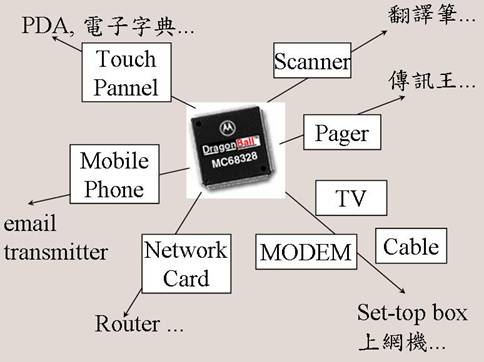 PDA, 電子字典...
翻譯筆...
Touch
Pannel
Scanner
傳訊王...
DragonBall™
MC68328
Pager
Mobile
Phone
TV
email
transmitter
Network
Card
MODEM
Cable
Router ...
Set-top box
上網機...